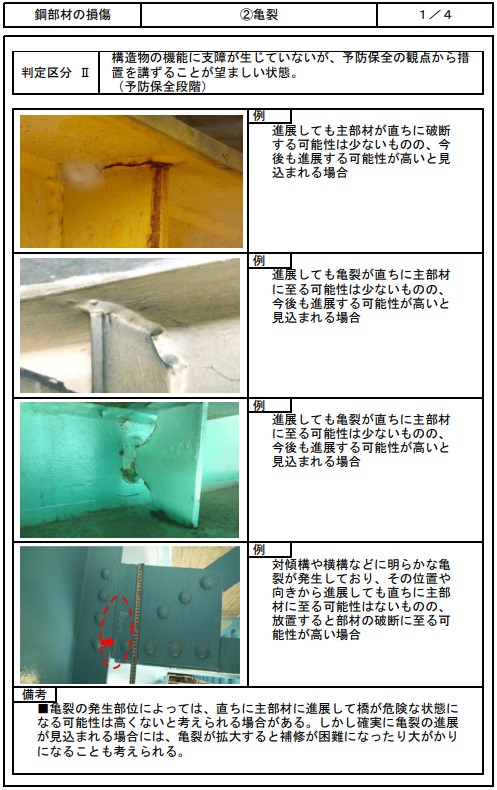 鋼部材の損傷
②亀裂
1／4
判定区分 Ⅱ
構造物の機能に支障が生じていないが、予防保全の観点から措
置を講ずることが望ましい状態。
（予防保全段階）
例
進展しても主部材が直ちに破断
する可能性は少ないものの、今
後も進展する可能性が高いと見
込まれる場合
例
進展しても亀裂が直ちに主部材
に至る可能性は少ないものの、
今後も進展する可能性が高いと
見込まれる場合
例
進展しても亀裂が直ちに主部材
に至る可能性は少ないものの、
今後も進展する可能性が高いと
見込まれる場合
例
対傾構や横構などに明らかな亀
裂が発生しており、その位置や
向きから進展しても直ちに主部
材に至る可能性はないものの、
放置すると部材の破断に至る可
能性が高い場合
備考
■亀裂の発生部位によっては、直ちに主部材に進展して橋が危険な状態に
なる可能性は高くないと考えられる場合がある。しかし確実に亀裂の進展
が見込まれる場合には、亀裂が拡大すると補修が困難になったり大がかり
になることも考えられる。